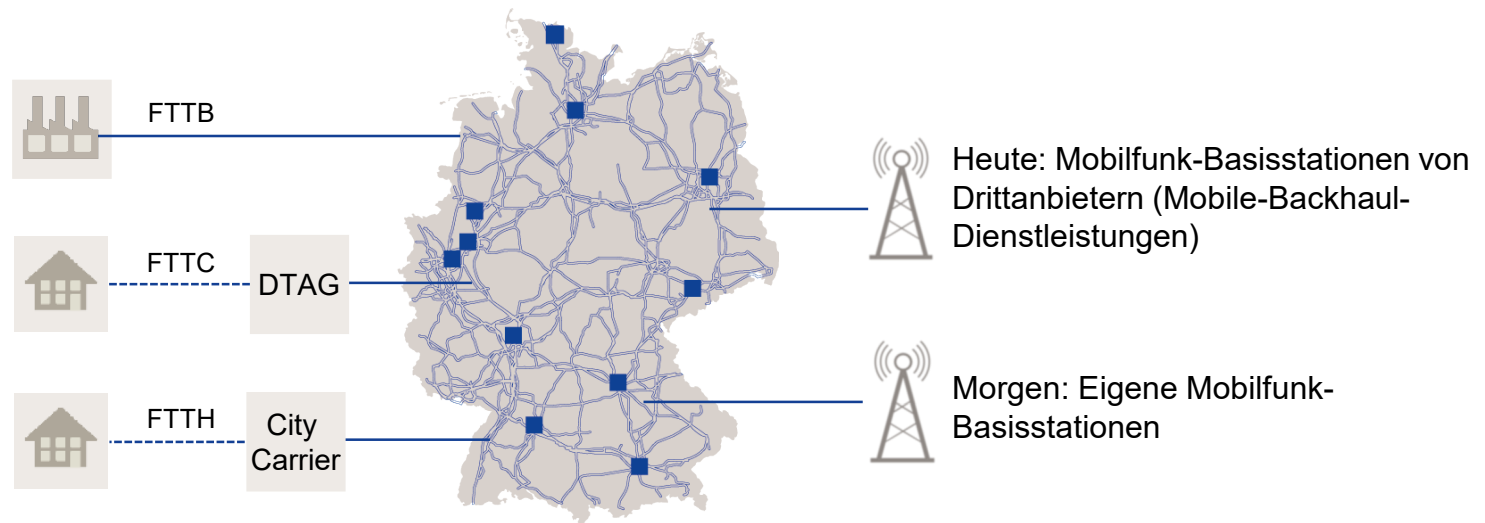 FTTB
FTTC
DTAG
FTTH
City
Carrier
Heute: Mobilfunk-Basisstationen von
Drittanbietern (Mobile-Backhaul-
Dienstleistungen)
Morgen: Eigene Mobilfunk-
Basisstationen